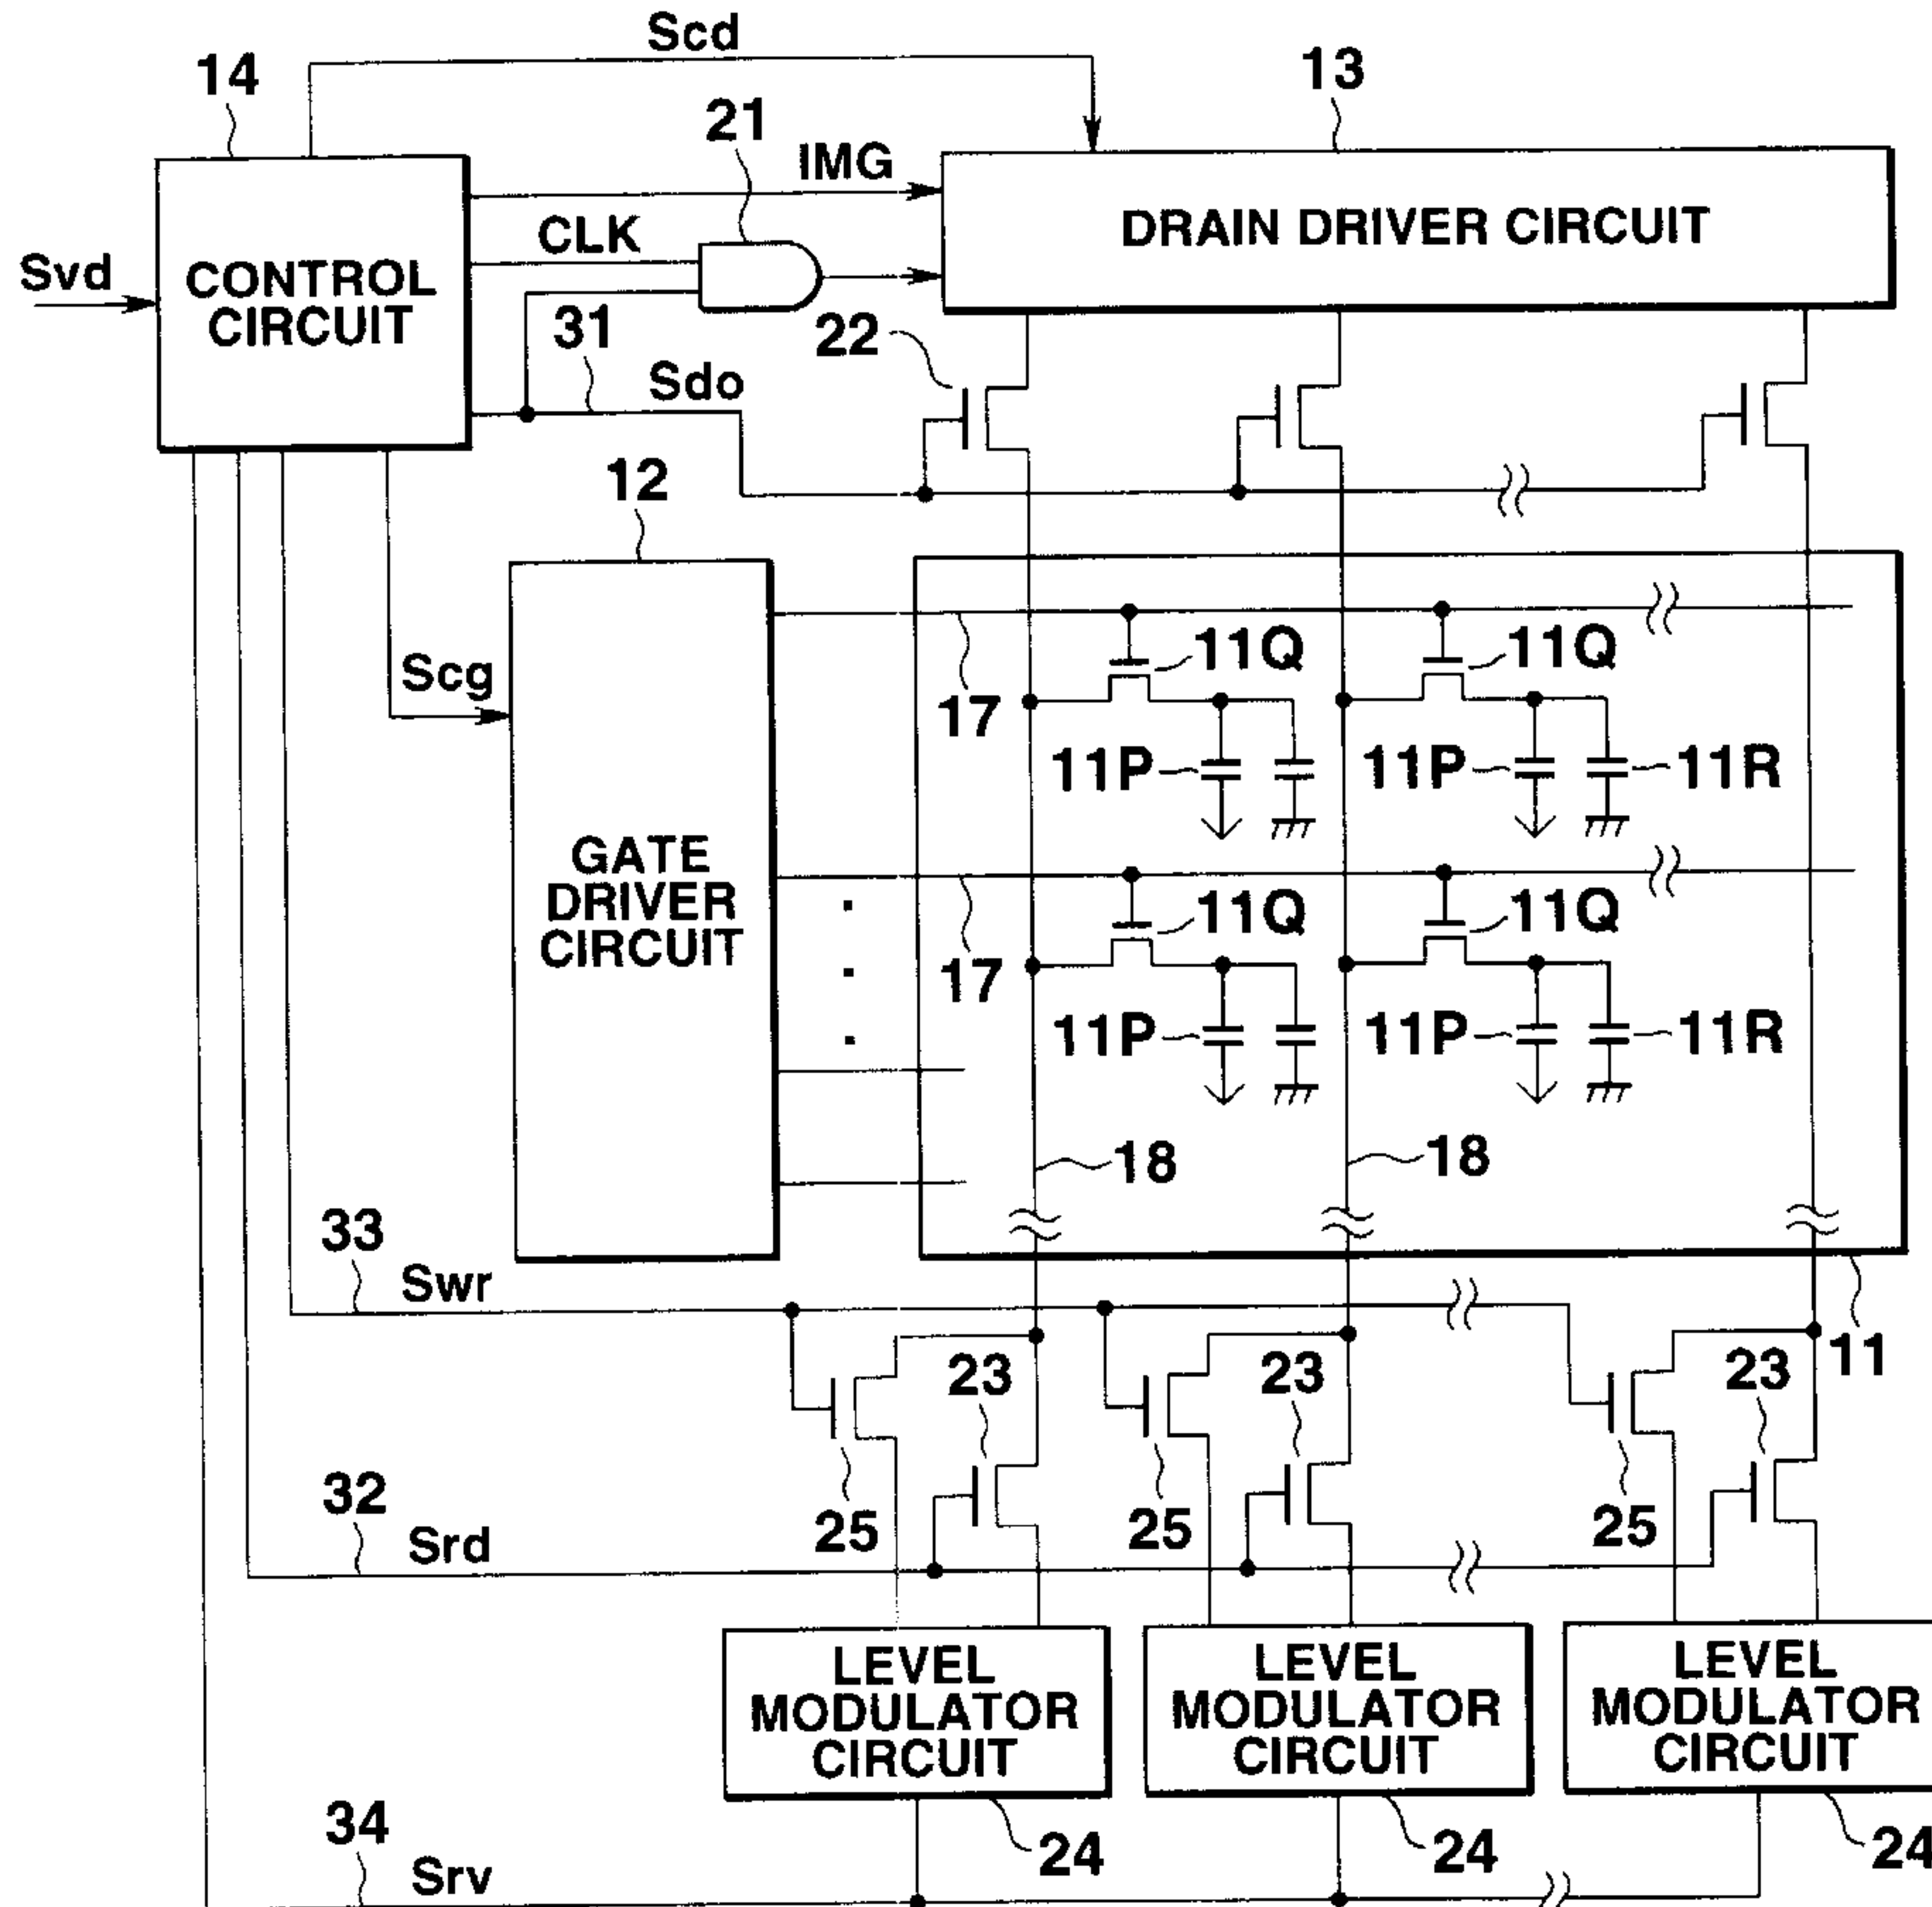 Scd
14
13
21
IMG
DRAIN DRIVER CIRCUIT
CLK
Svd
CONTROL
CIRCUIT
31
22
Sdo
12
11Q
11Q
Scg
17
11P
11P
11R
GATE
DRIVER
CIRCUIT
11Q
11Q
17
11P
11P
11R
18
18
33
Swr
11
23
23
23
32
25
25
25
Srd
LEVEL
MODULATOR
CIRCUIT
LEVEL
MODULATOR
CIRCUIT
LEVEL
MODULATOR
CIRCUIT
34
24
24
24
Srv